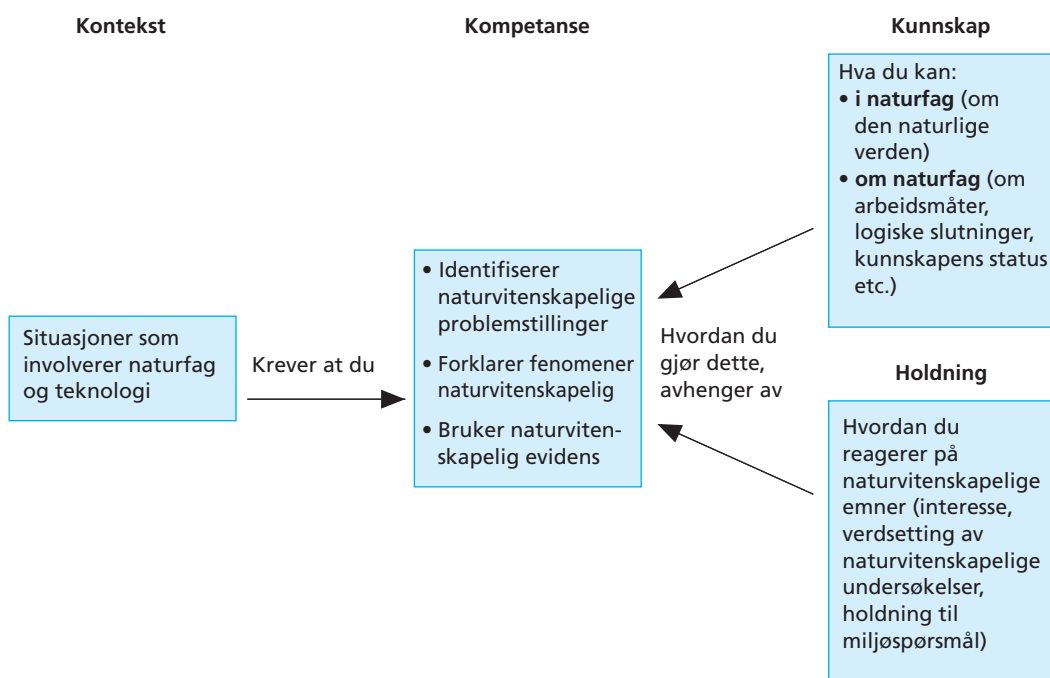 Kontekst
Situasjoner som
involverer naturfag
og teknologi
Krever at du
Kompetanse
• Identifiserer
naturvitenskapelige
problemstillinger
• Forklarer fenomener
naturvitenskapelig
• Bruker naturviten-
skapelig evidens
Hvordan du
gjør dette,
avhenger av
Kunnskap
Hva du kan:
• i naturfag (om
den naturlige
verden)
• om naturfag (om
arbeidsmåter,
logiske slutninger,
kunnskapens status
etc.)
Holdning
Hvordan du
reagerer på
naturvitenskapelige
emner (interesse,
verdsetting av
naturvitenskapelige
undersøkelser,
holdning til
miljøspørsmål)